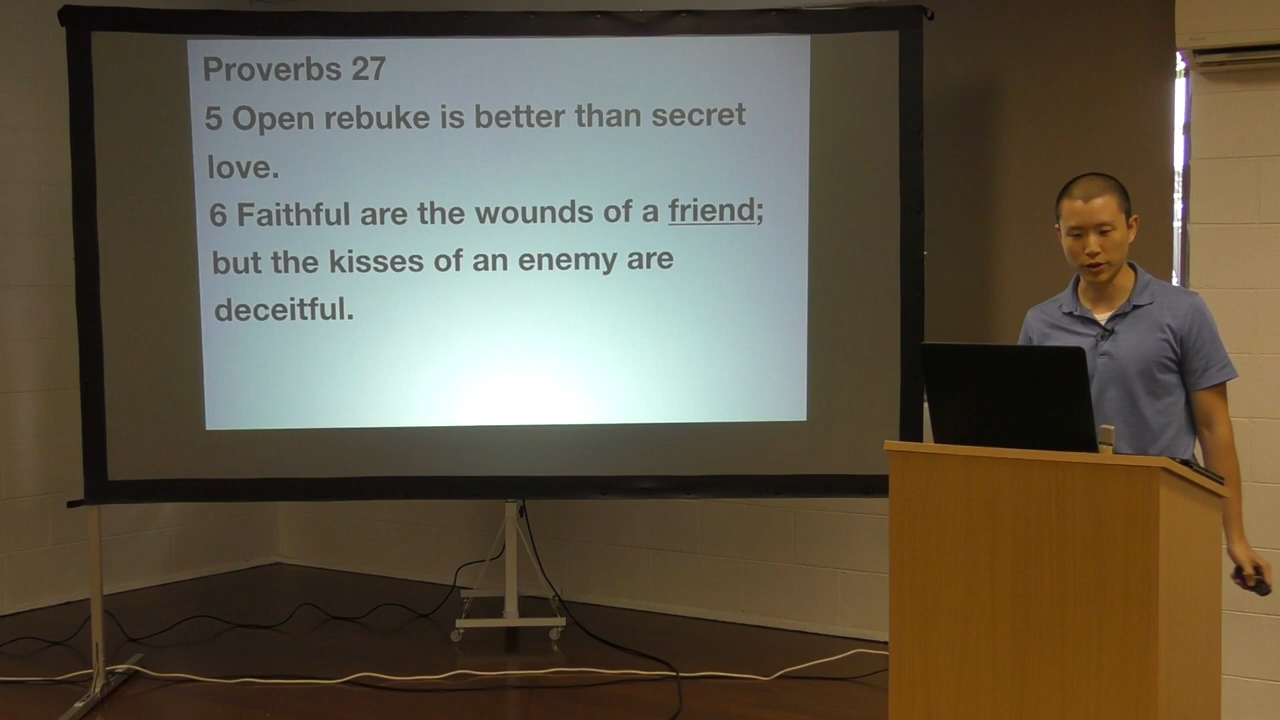 Proverbs 27
5 Open rebuke is better than secret
love.
6 Faithful are the wounds of a friend;
but the kisses of an enemy are
deceitful.